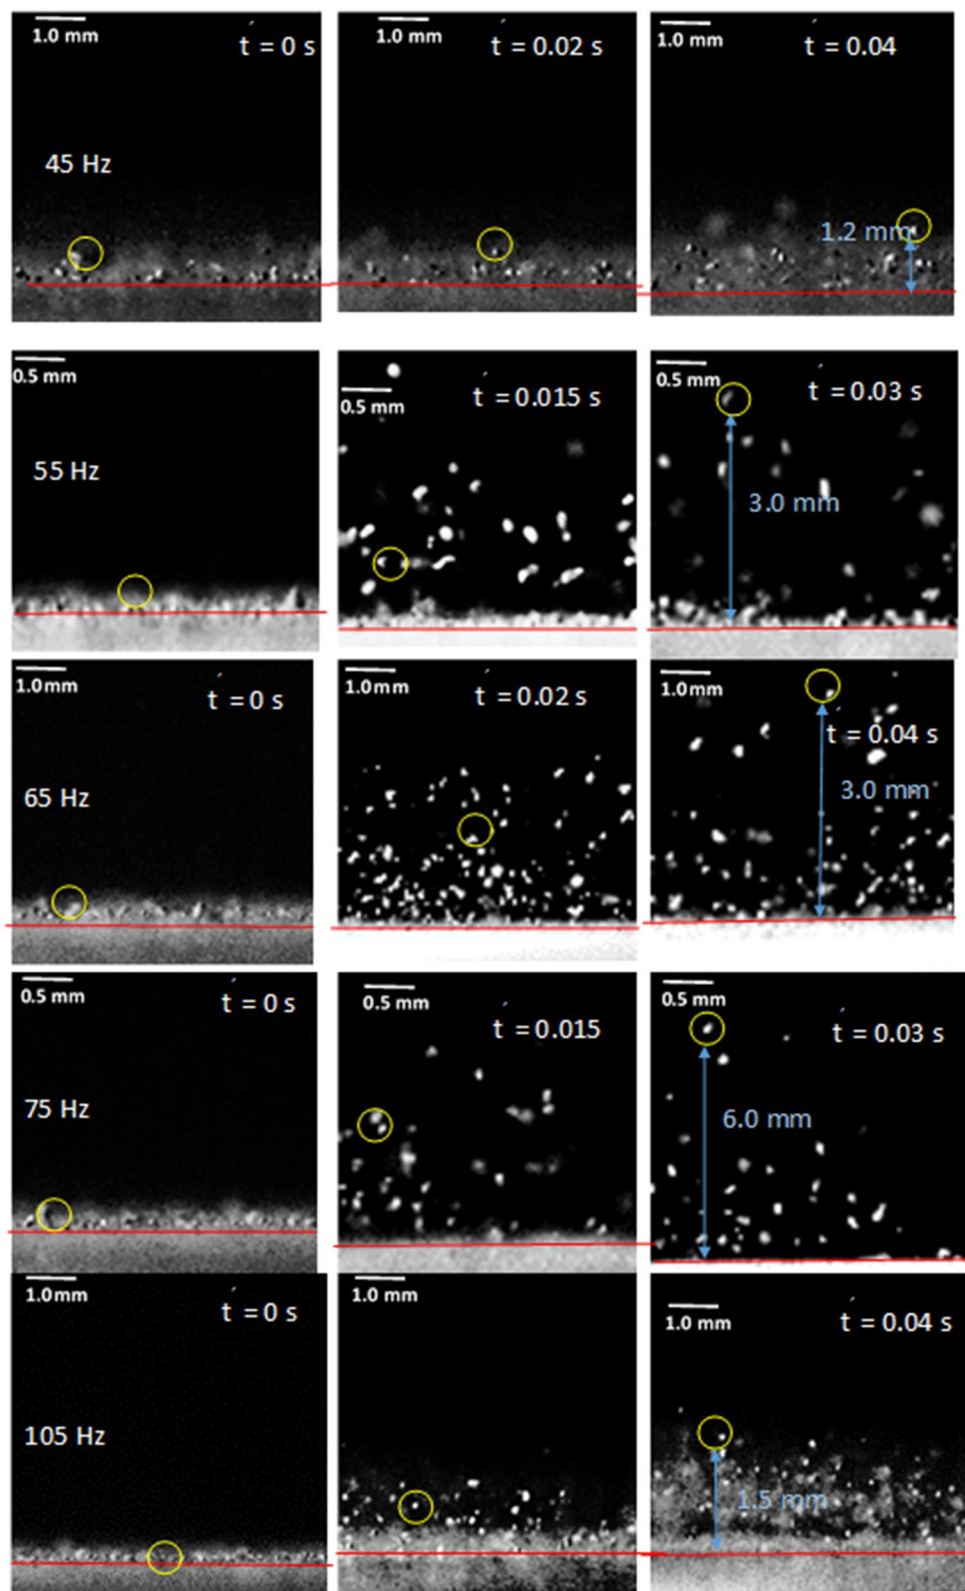 1.0 mm
t´ = 0 s
1.0 mm
t´ = 0.02 s
1.0 mm
t´ = 0.04
45 Hz
1.2 mm
0.5 mm
55 Hz
0.5 mm
t´ = 0.015 s
0.5 mm
t´ = 0.03 s
3.0 mm
1.0mm
t´ = 0 s
65 Hz
1.0mm
t´ = 0.02 s
1.0mm
t´ = 0.04 s
3.0 mm
0.5 mm
t´ = 0 s
75 Hz
0.5 mm
t´ = 0.015
0.5 mm
t´ = 0.03 s
6.0 mm
1.0mm
t´ = 0 s
105 Hz
1.0 mm
1.0 mm
t´ = 0.04 s
1.5 mm